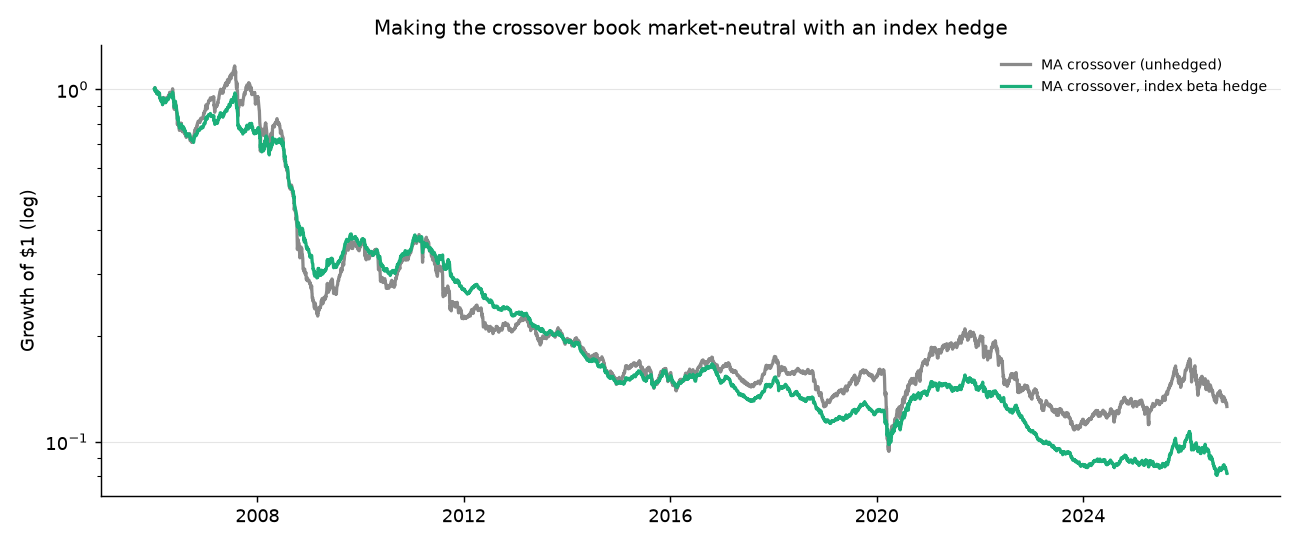 Making the crossover book market-neutral with an index hedge
MA crossover (unhedged)
MA crossover, index beta hedge
Growth of $1 (log)
10⁰
10⁻¹
2008 2012 2016 2020 2024